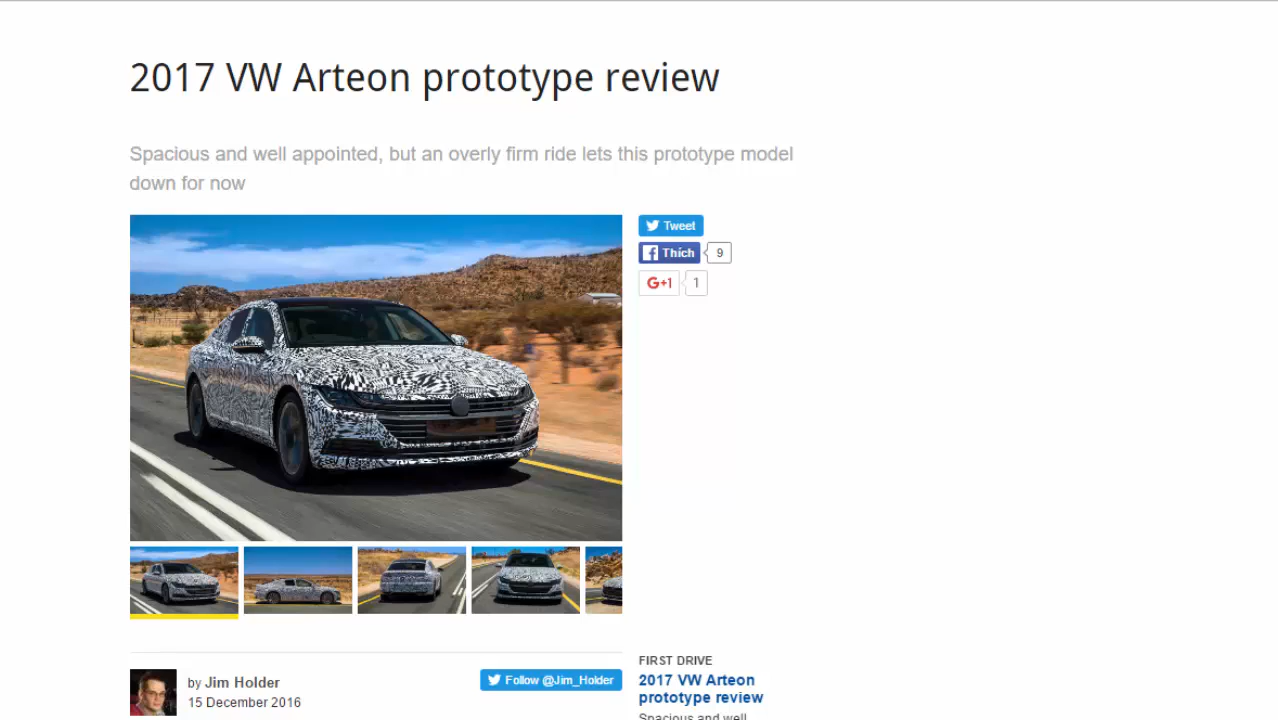 2017 VW Arteon prototype review
Spacious and well appointed, but an overly firm ride lets this prototype model
down for now
Tweet
Thích 9
G+1 1
by Jim Holder
15 December 2016
Follow @Jim_Holder
FIRST DRIVE
2017 VW Arteon
prototype review
Spacious and well